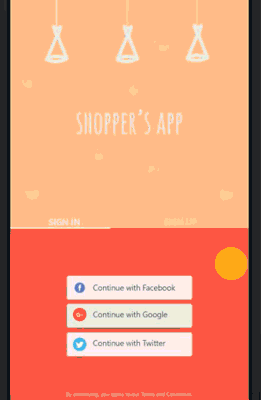 SHOPPER'S APP
SIGN IN
SIGN UP
f
Continue with Facebook
G+
Continue with Google
Continue with Twitter
By continuing, you agree to our Terms and Conditions.